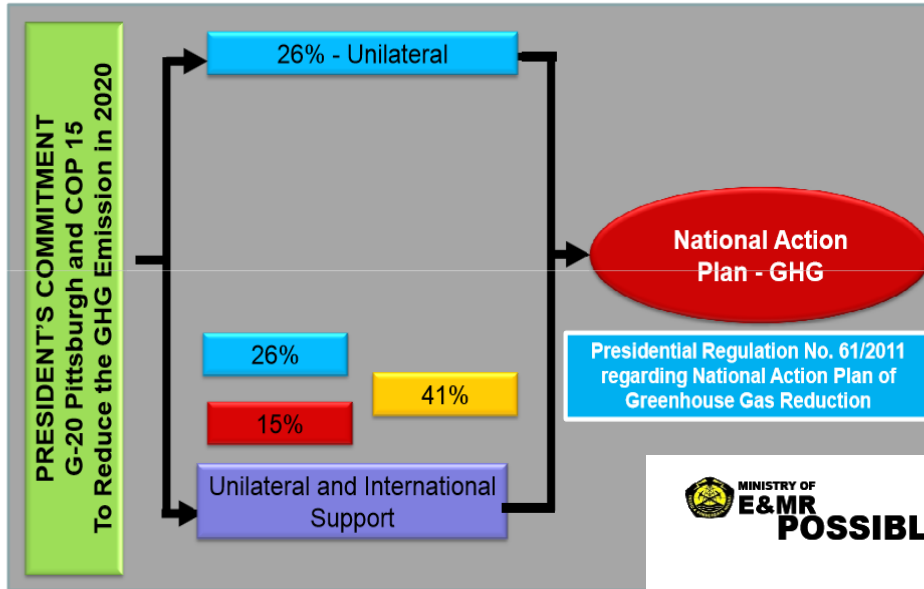 PRESIDENT'S COMMITMENT
G-20 Pittsburgh and COP 15
To Reduce the GHG Emission in 2020
26% - Unilateral
National Action
Plan - GHG
Presidential Regulation No. 61/2011
regarding National Action Plan of
Greenhouse Gas Reduction
26%
41%
15%
Unilateral and International
Support
MINISTRY OF
E&MR
POSSIBL